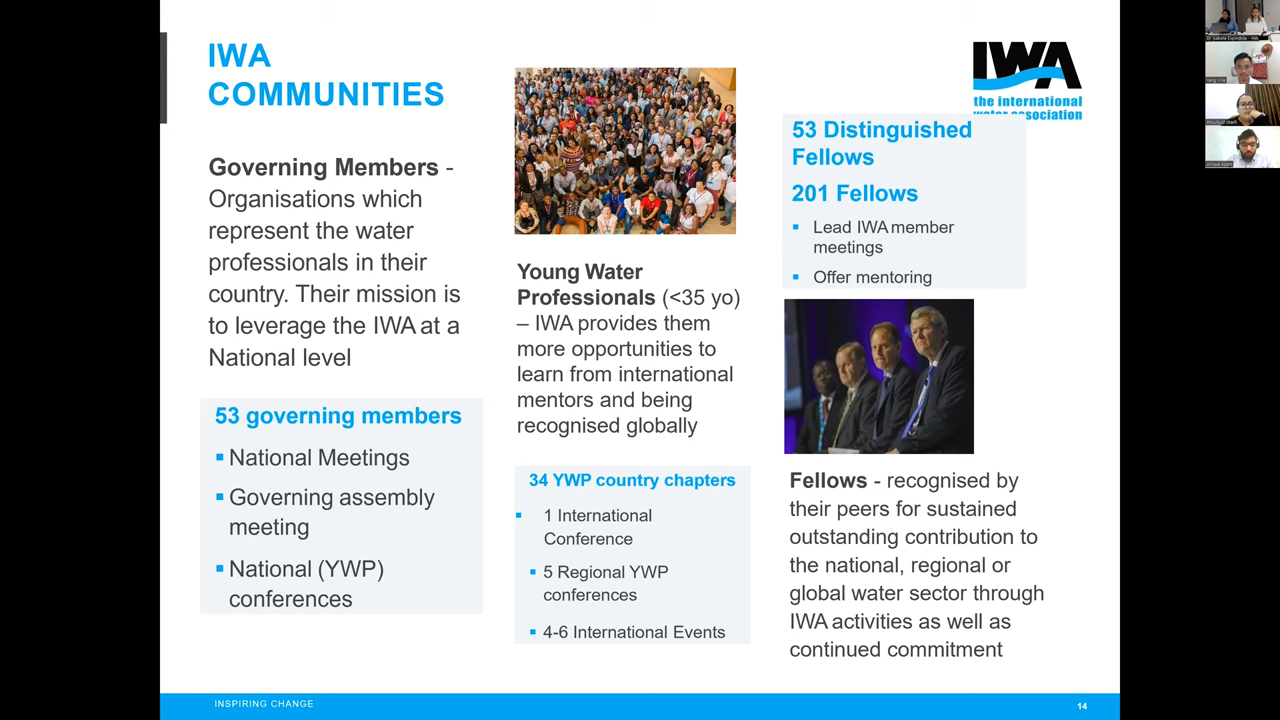 IWA
COMMUNITIES
Governing Members -
Organisations which
represent the water
professionals in their
country. Their mission is
to leverage the IWA at a
National level
53 governing members
National Meetings
Governing assembly
meeting
National (YWP)
conferences
Young Water
Professionals (<35 yo)
– IWA provides them
more opportunities to
learn from international
mentors and being
recognised globally
34 YWP country chapters
1 International
Conference
5 Regional YWP
conferences
4-6 International Events
IWA
the international
water association
53 Distinguished
Fellows
201 Fellows
Lead IWA member
meetings
Offer mentoring
Fellows - recognised by
their peers for sustained
outstanding contribution to
the national, regional or
global water sector through
IWA activities as well as
continued commitment
INSPIRING CHANGE
14